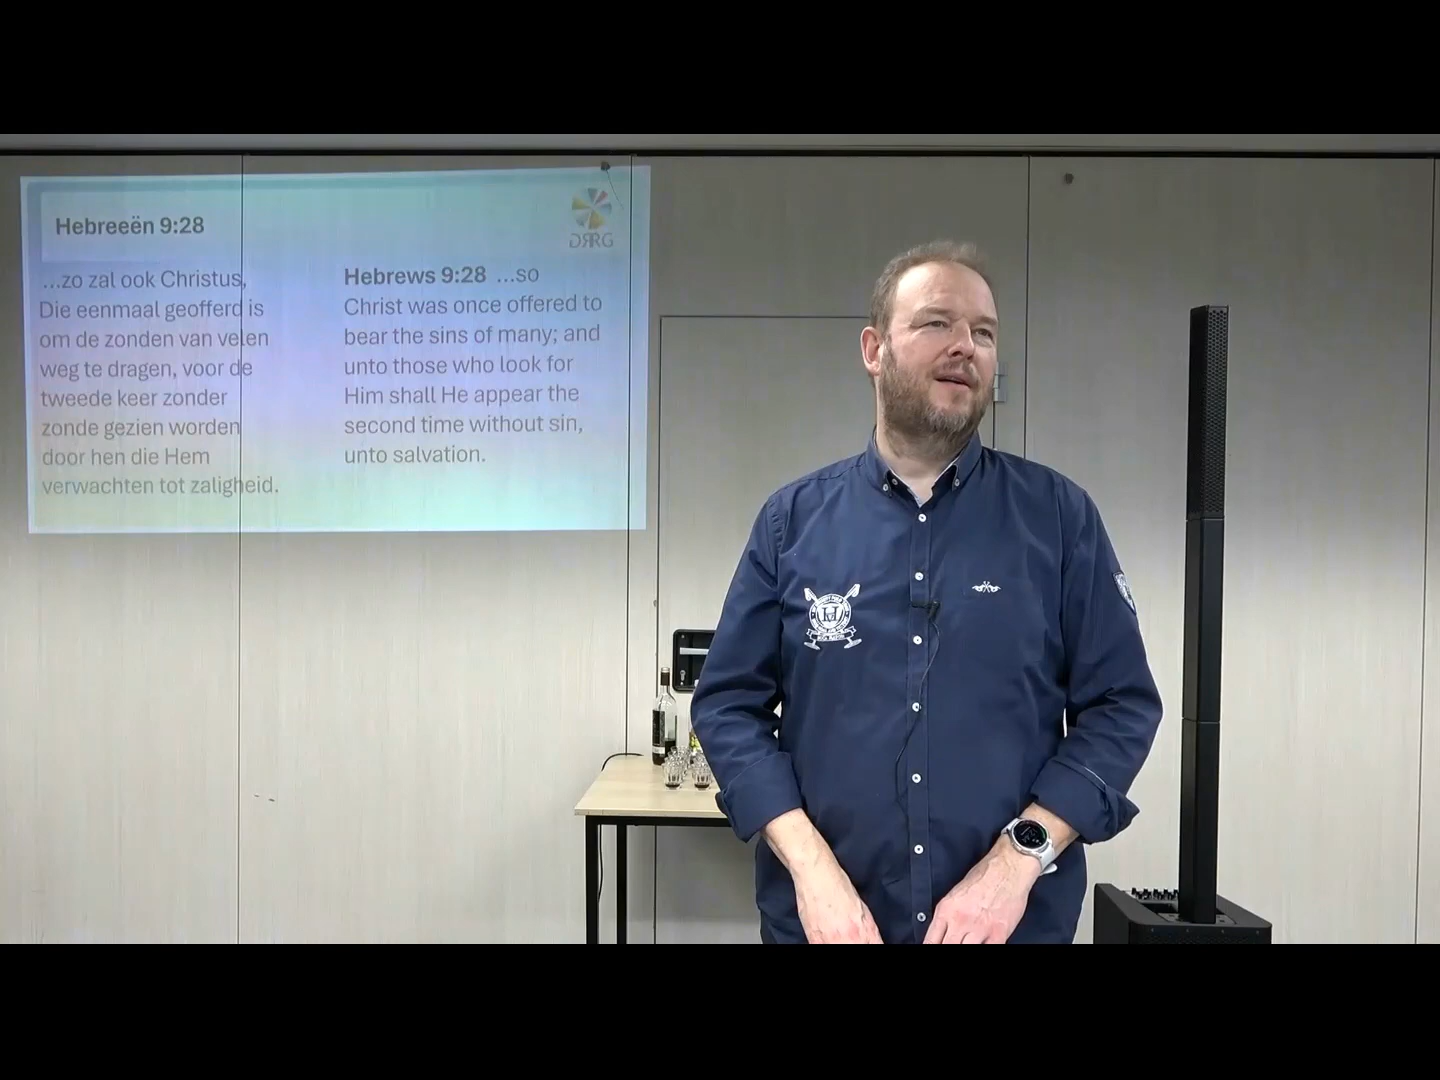 Hebreeën 9:28
...zo zal ook Christus,
Die eenmaal geofferd is
om de zonden van velen
weg te dragen, voor de
tweede keer zonder
zonde gezien worden
door hen die Hem
verwachten tot zaligheid.
Hebrews 9:28 ...so
Christ was once offered to
bear the sins of many; and
unto those who look for
Him shall He appear the
second time without sin,
unto salvation.